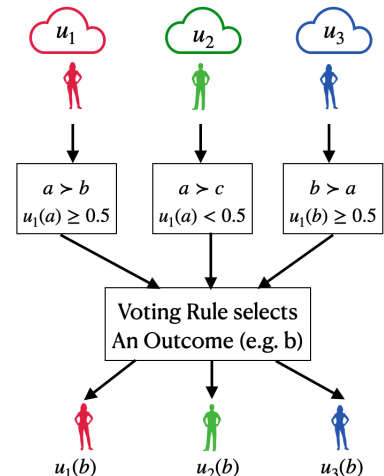 u₁ u₂ u₃
a ≻ b a ≻ c b ≻ a
u₁(a) ≥ 0.5 u₁(a) < 0.5 u₁(b) ≥ 0.5
Voting Rule selects
An Outcome (e.g. b)
u₁(b) u₂(b) u₃(b)